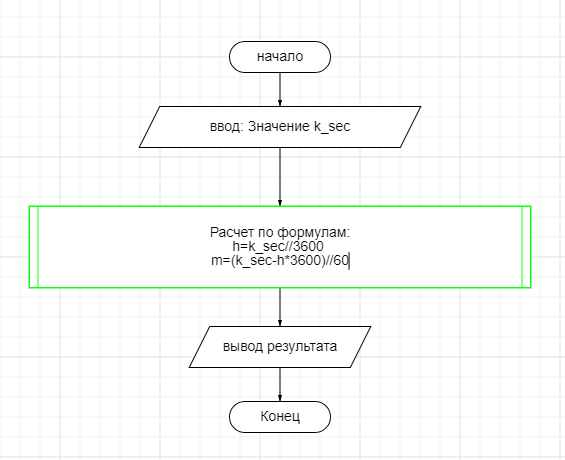 начало
ввод: Значение k_sec
Расчет по формулам:
h=k_sec//3600
m=(k_sec-h*3600)//60
вывод результата
Конец